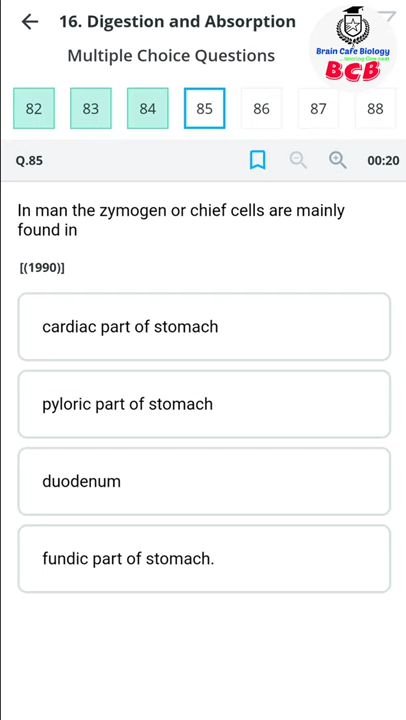 ← 16. Digestion and Absorption
Multiple Choice Questions
Brain Cafe Biology
BCB
82 83 84 85 86 87 88
Q.85 00:20
In man the zymogen or chief cells are mainly
found in
[(1990)]
cardiac part of stomach
pyloric part of stomach
duodenum
fundic part of stomach.